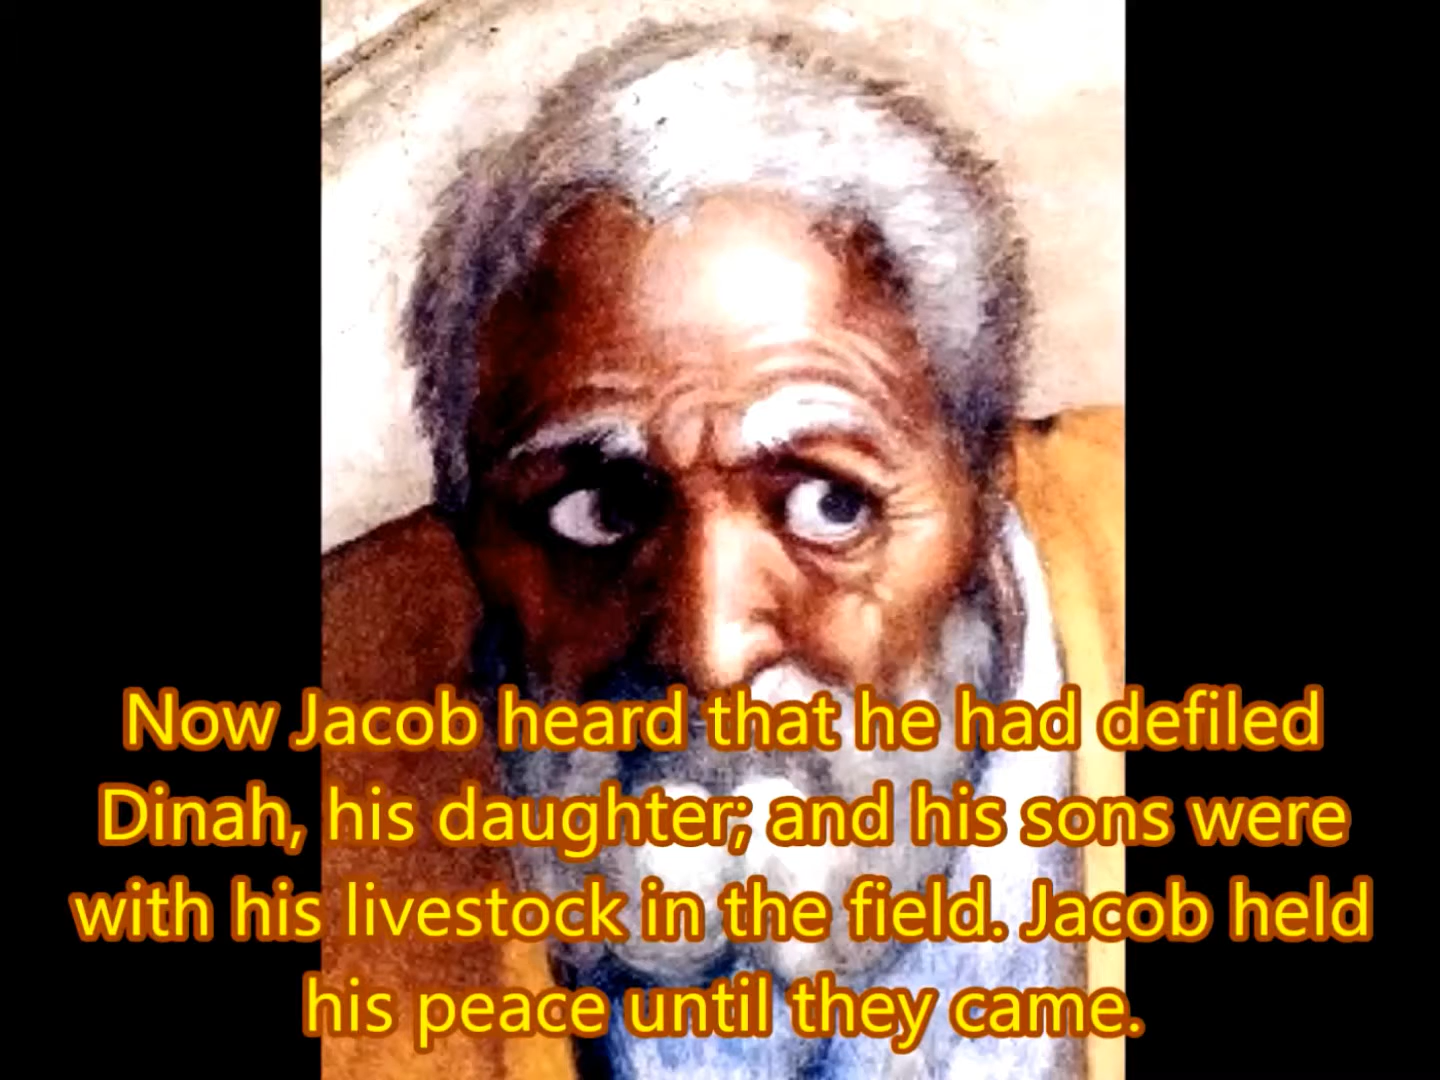 Now Jacob heard that he had defiled
Dinah, his daughter; and his sons were
with his livestock in the field. Jacob held
his peace until they came.